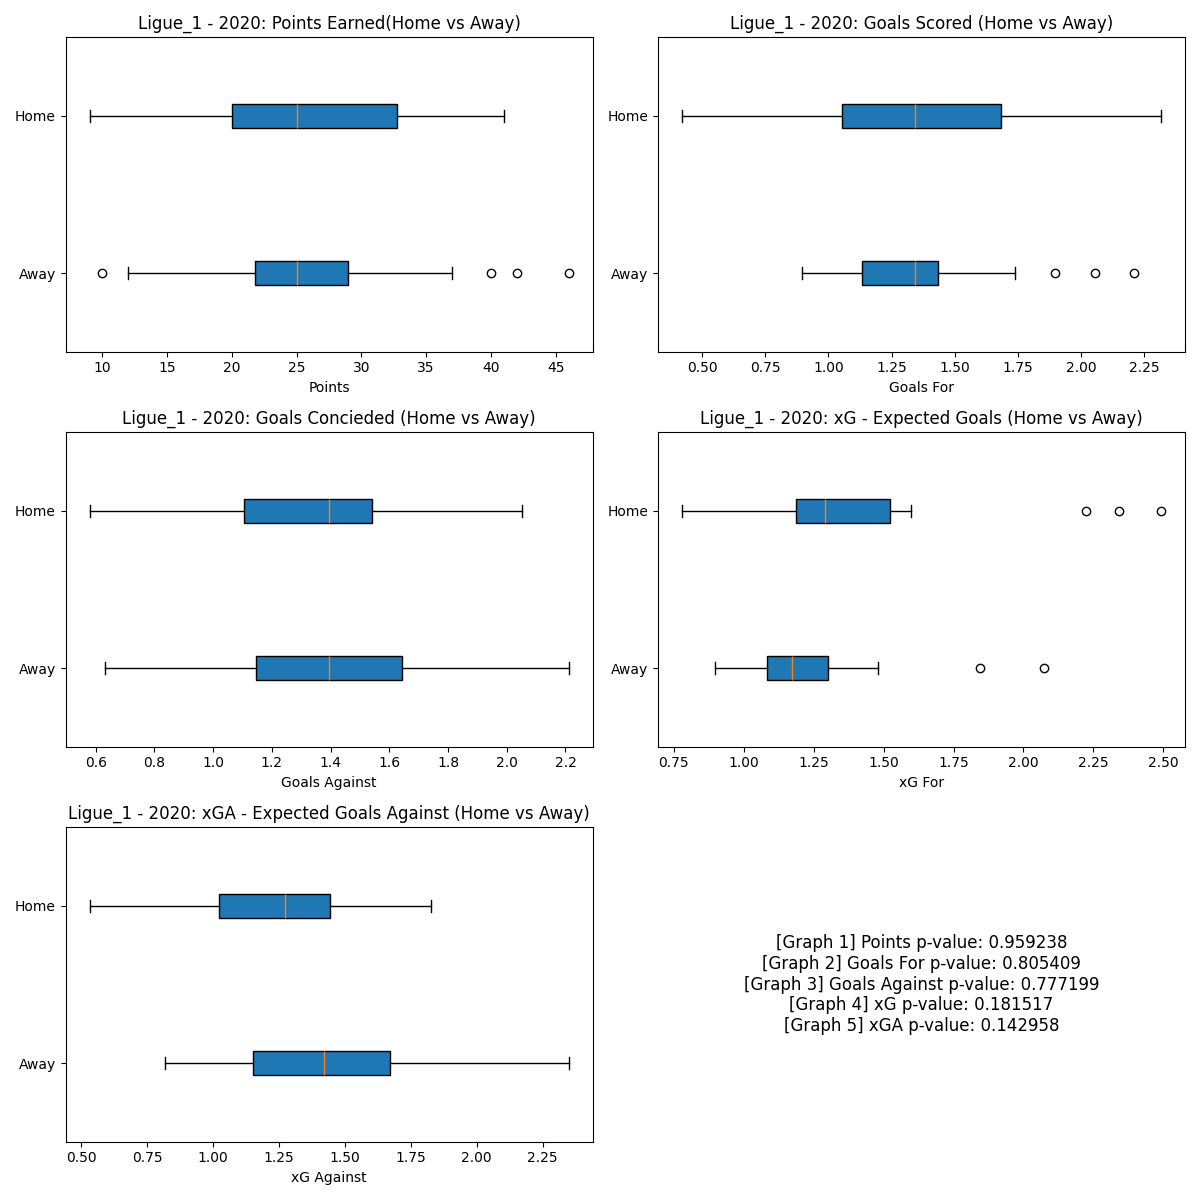 Ligue_1 - 2020: Points Earned(Home vs Away)
Home
Away
10 15 20 25 30 35 40 45
Points
Ligue_1 - 2020: Goals Scored (Home vs Away)
Home
Away
0.50 0.75 1.00 1.25 1.50 1.75 2.00 2.25
Goals For
Ligue_1 - 2020: Goals Concieded (Home vs Away)
Home
Away
0.6 0.8 1.0 1.2 1.4 1.6 1.8 2.0 2.2
Goals Against
Ligue_1 - 2020: xG - Expected Goals (Home vs Away)
Home
Away
0.75 1.00 1.25 1.50 1.75 2.00 2.25 2.50
xG For
Ligue_1 - 2020: xGA - Expected Goals Against (Home vs Away)
Home
Away
0.50 0.75 1.00 1.25 1.50 1.75 2.00 2.25
xG Against
[Graph 1] Points p-value: 0.959238
[Graph 2] Goals For p-value: 0.805409
[Graph 3] Goals Against p-value: 0.777199
[Graph 4] xG p-value: 0.181517
[Graph 5] xGA p-value: 0.142958